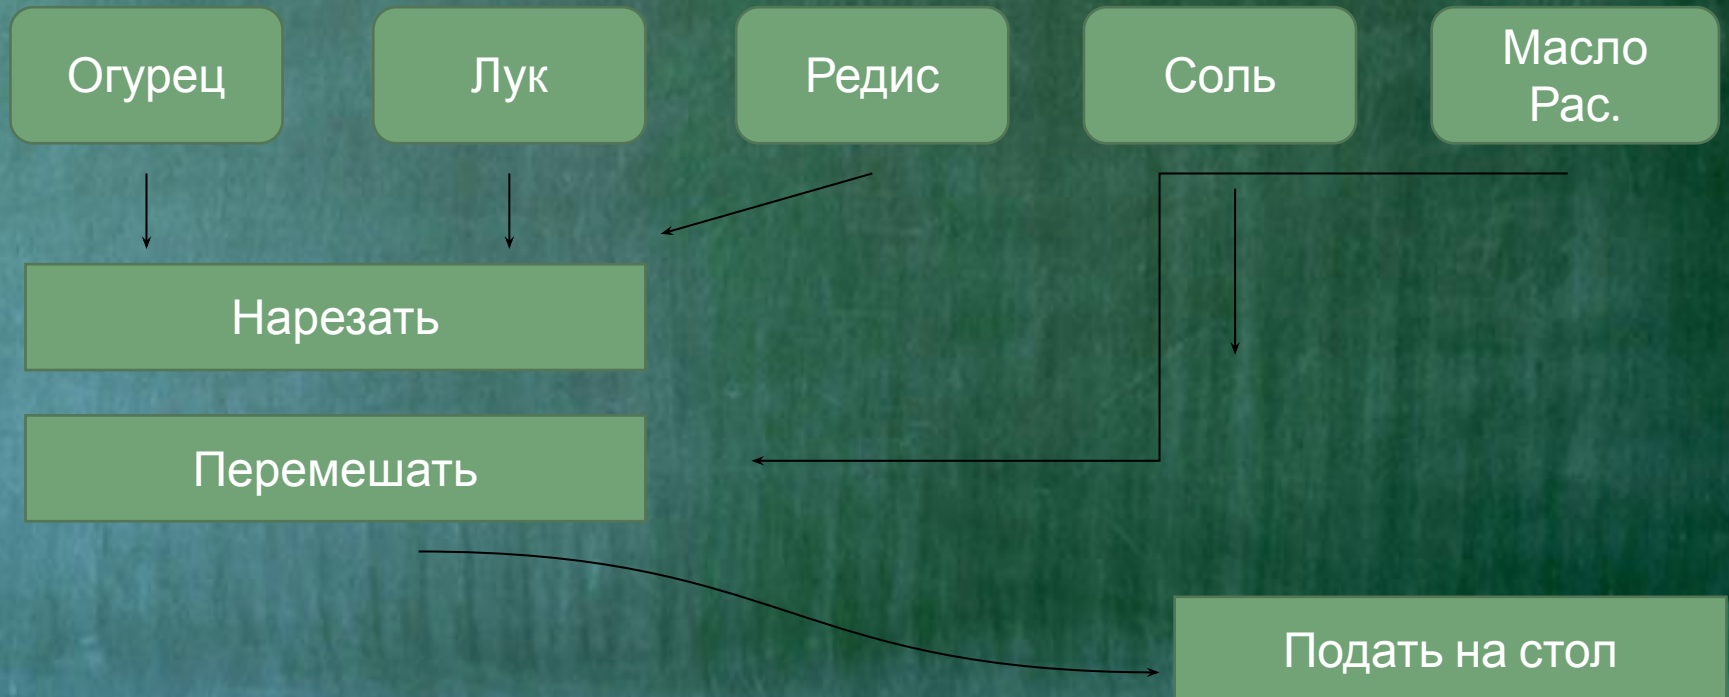 Огурец
Лук
Редис
Соль
Масло
Рас.
Нарезать
Перемешать
Подать на стол